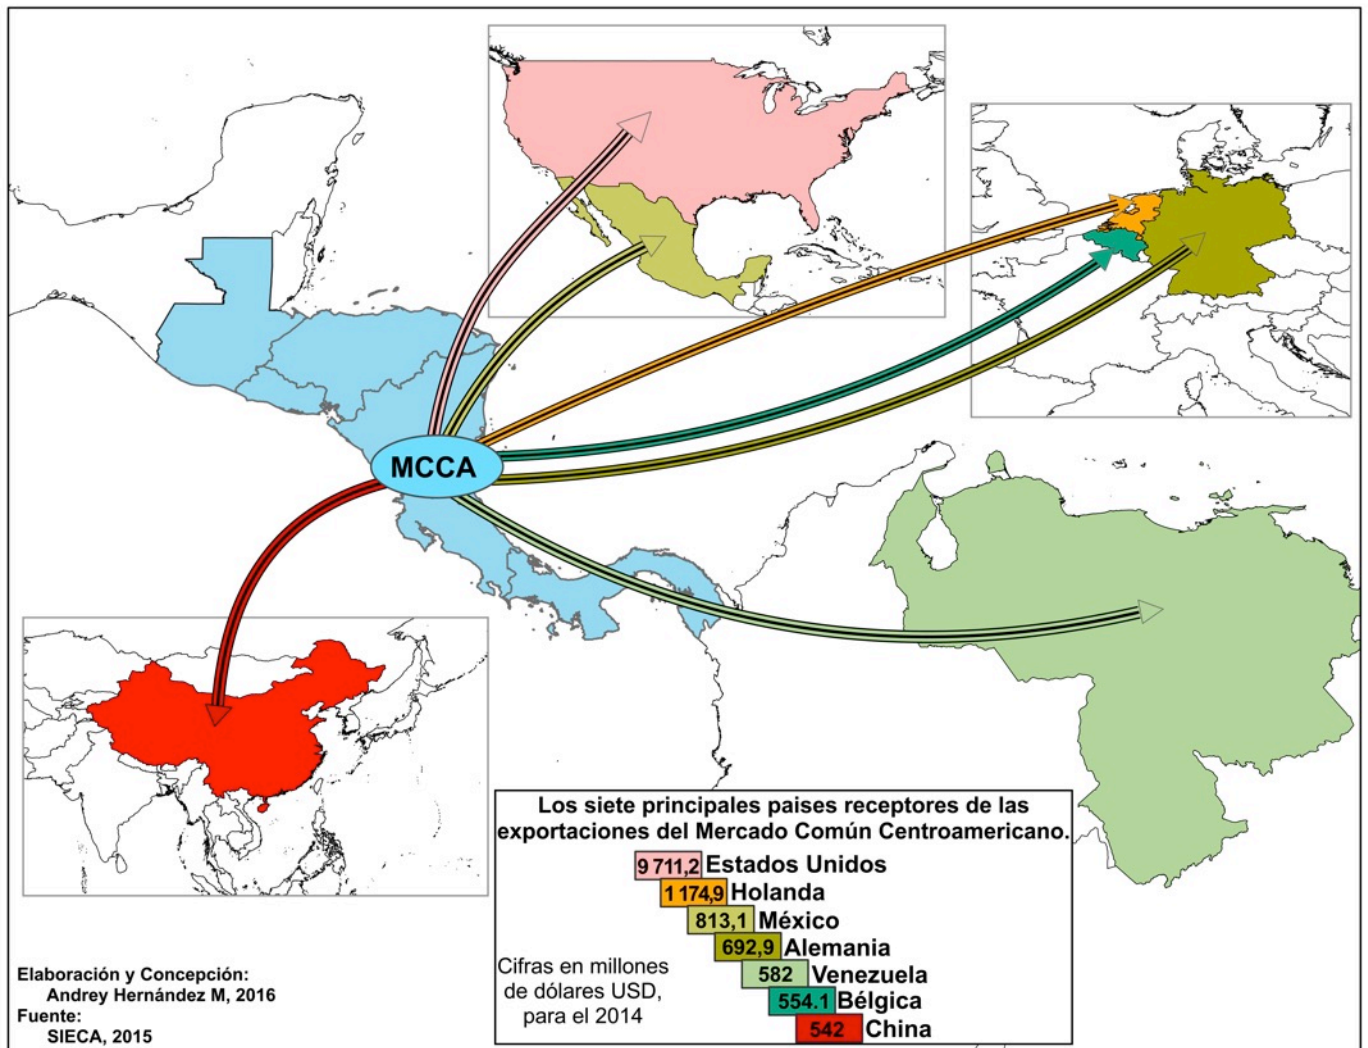 MCCA
Los siete principales paises receptores de las
exportaciones del Mercado Común Centroamericano.
9 711,2 Estados Unidos
1 174,9 Holanda
813,1 México
692,9 Alemania
582 Venezuela
554.1 Bélgica
542 China
Cifras en millones
de dólares USD,
para el 2014
Elaboración y Concepción:
Andrey Hernández M, 2016
Fuente:
SIECA, 2015